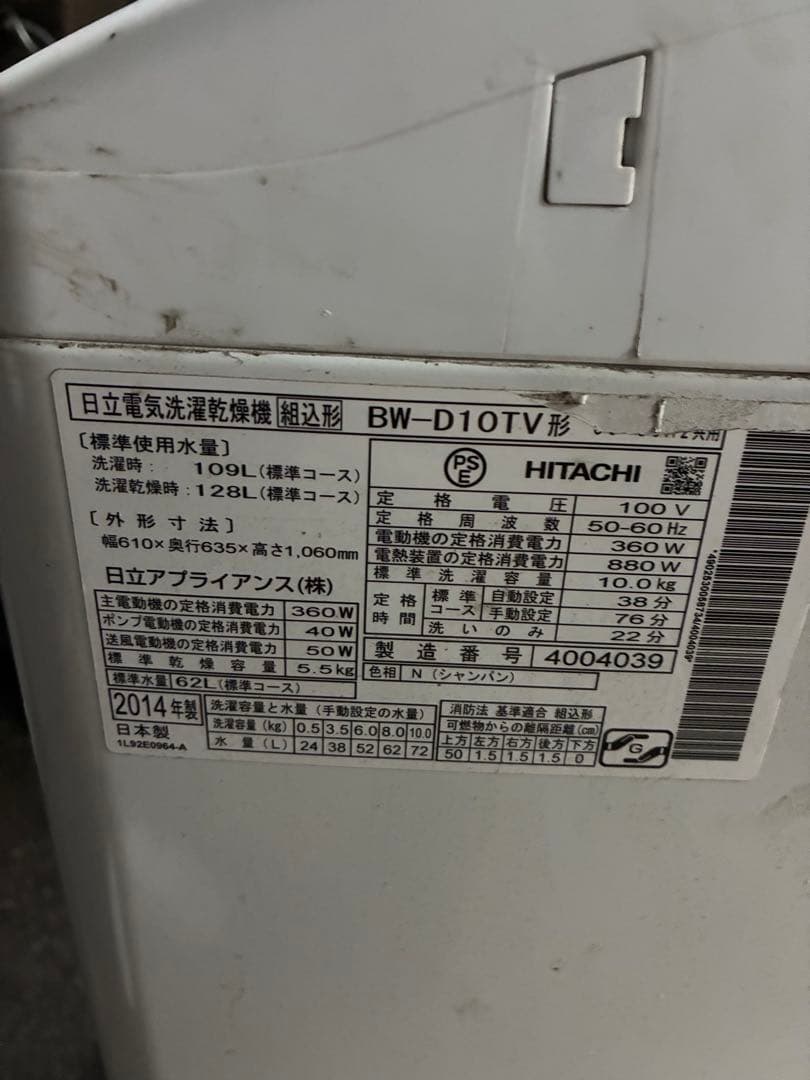 日立電気洗濯乾燥機 組込形 BW-D10TV形 共用
〔標準使用水量〕
洗濯時: 109L(標準コース)
洗濯乾燥時:128L(標準コース)
〔外形寸法〕
幅610×奥行635×高さ1,060mm
日立アプライアンス(株)
主電動機の定格消費電力 360W
ポンプ電動機の定格消費電力 40W
送風電動機の定格消費電力 50W
標準乾燥容量 5.5kg
標準水量 62L(標準コース)
2014年製
日本製
1L92E0964-A
PSE HITACHI
定格電圧 100V
定格周波数 50-60Hz
電動機の定格消費電力 360W
電熱装置の定格消費電力 880W
標準洗濯容量 10.0kg
定格時間 標準コース 自動設定 38分
手動設定 76分
洗いのみ 22分
製造番号 4004039
色相 N(シャンパン)
洗濯容量と水量(手動設定の水量)
洗濯容量(kg) 0.5 3.5 6.0 8.0 10.0
水量(L) 24 38 52 62 72
消防法 基準適合 組込形
可燃物からの離隔距離(cm)
上方 左方 右方 後方 下方
50 1.5 1.5 1.5 0
G